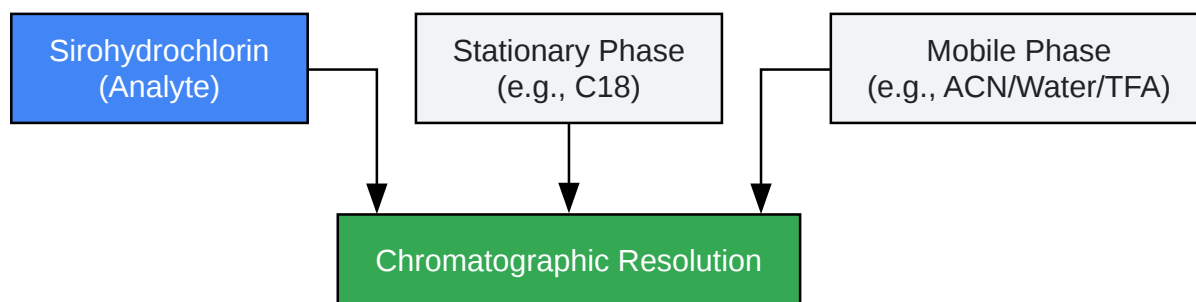 Sirohydrochlorin
(Analyte)
Stationary Phase
(e.g., C18)
Mobile Phase
(e.g., ACN/Water/TFA)
Chromatographic Resolution